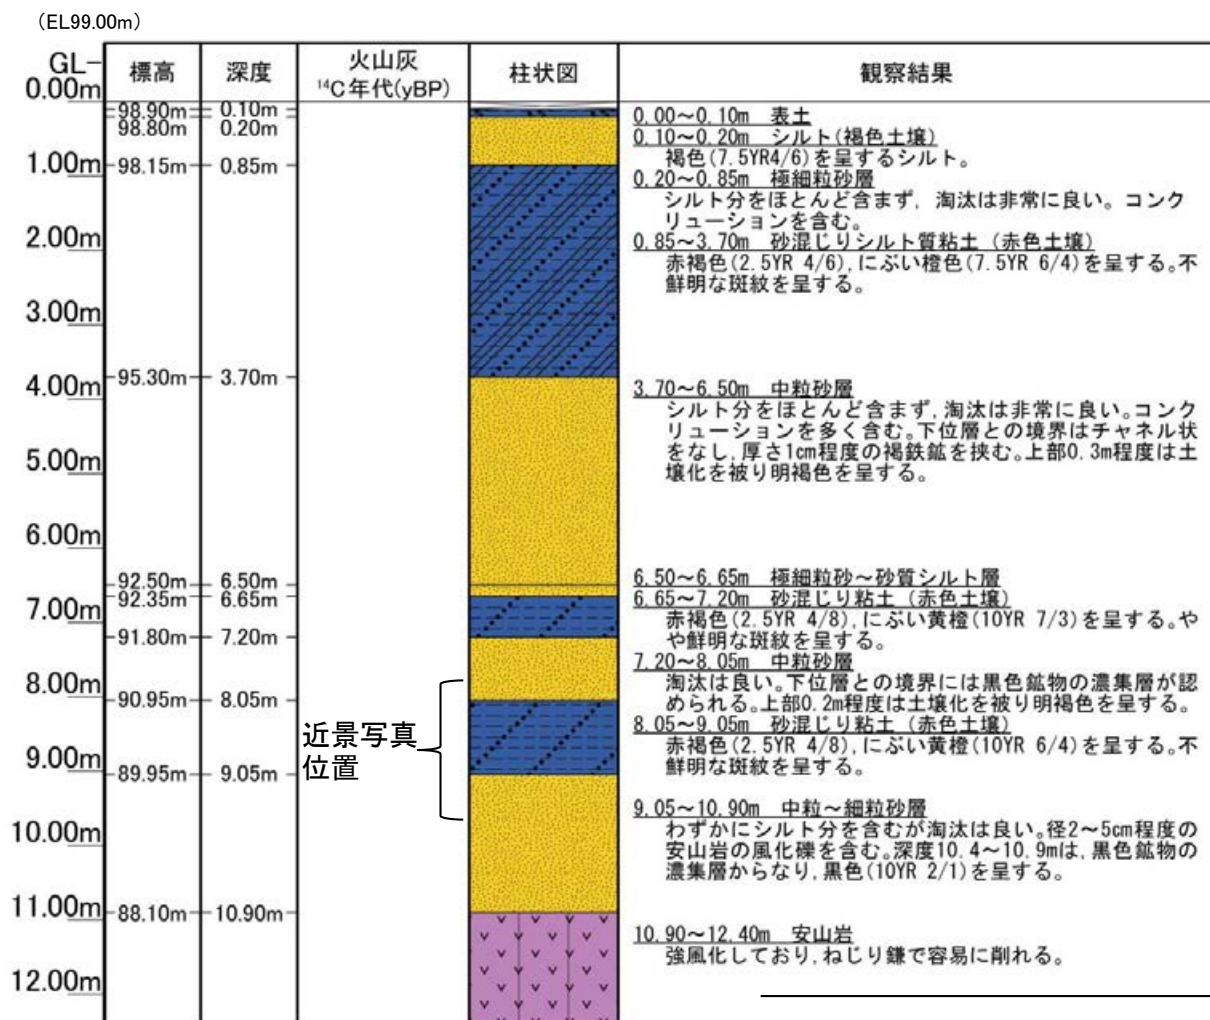 （EL99.00m）
GL-
0.00m
標高
深度
火山灰
¹⁴C年代(yBP)
柱状図
観察結果
98.90m
0.10m
98.80m
0.20m
1.00m
98.15m
0.85m
2.00m
3.00m
4.00m
95.30m
3.70m
5.00m
6.00m
92.50m
6.50m
92.35m
6.65m
7.00m
91.80m
7.20m
8.00m
90.95m
8.05m
9.00m
89.95m
9.05m
10.00m
11.00m
88.10m
10.90m
12.00m
近景写真
位置
0.00～0.10m 表土
0.10～0.20m シルト(褐色土壌)
褐色(7.5YR4/6)を呈するシルト。
0.20～0.85m 極細粒砂層
シルト分をほとんど含まず, 淘汰は非常に良い。コンク
リューションを含む。
0.85～3.70m 砂混じりシルト質粘土 (赤色土壌)
赤褐色(2.5YR 4/6),にぶい橙色(7.5YR 6/4)を呈する。不
鮮明な斑紋を呈する。
3.70～6.50m 中粒砂層
シルト分をほとんど含まず,淘汰は非常に良い。コンク
リューションを多く含む。下位層との境界はチャネル状
をなし,厚さ1cm程度の褐鉄鉱を挟む。上部0.3m程度は土
壌化を被り明褐色を呈する。
6.50～6.65m 極細粒砂～砂質シルト層
6.65～7.20m 砂混じり粘土 (赤色土壌)
赤褐色(2.5YR 4/8),にぶい黄橙(10YR 7/3)を呈する。や
や鮮明な斑紋を呈する。
7.20～8.05m 中粒砂層
淘汰は良い。下位層との境界には黒色鉱物の濃集層が認
められる。上部0.2m程度は土壌化を被り明褐色を呈する。
8.05～9.05m 砂混じり粘土 (赤色土壌)
赤褐色(2.5YR 4/8),にぶい黄橙(10YR 6/4)を呈する。不
鮮明な斑紋を呈する。
9.05～10.90m 中粒～細粒砂層
わずかにシルト分を含むが淘汰は良い。径2～5cm程度の
安山岩の風化礫を含む。深度10.4～10.9mは,黒色鉱物の
濃集層からなり,黒色(10YR 2/1)を呈する。
10.90～12.40m 安山岩
強風化しており,ねじり鎌で容易に削れる。